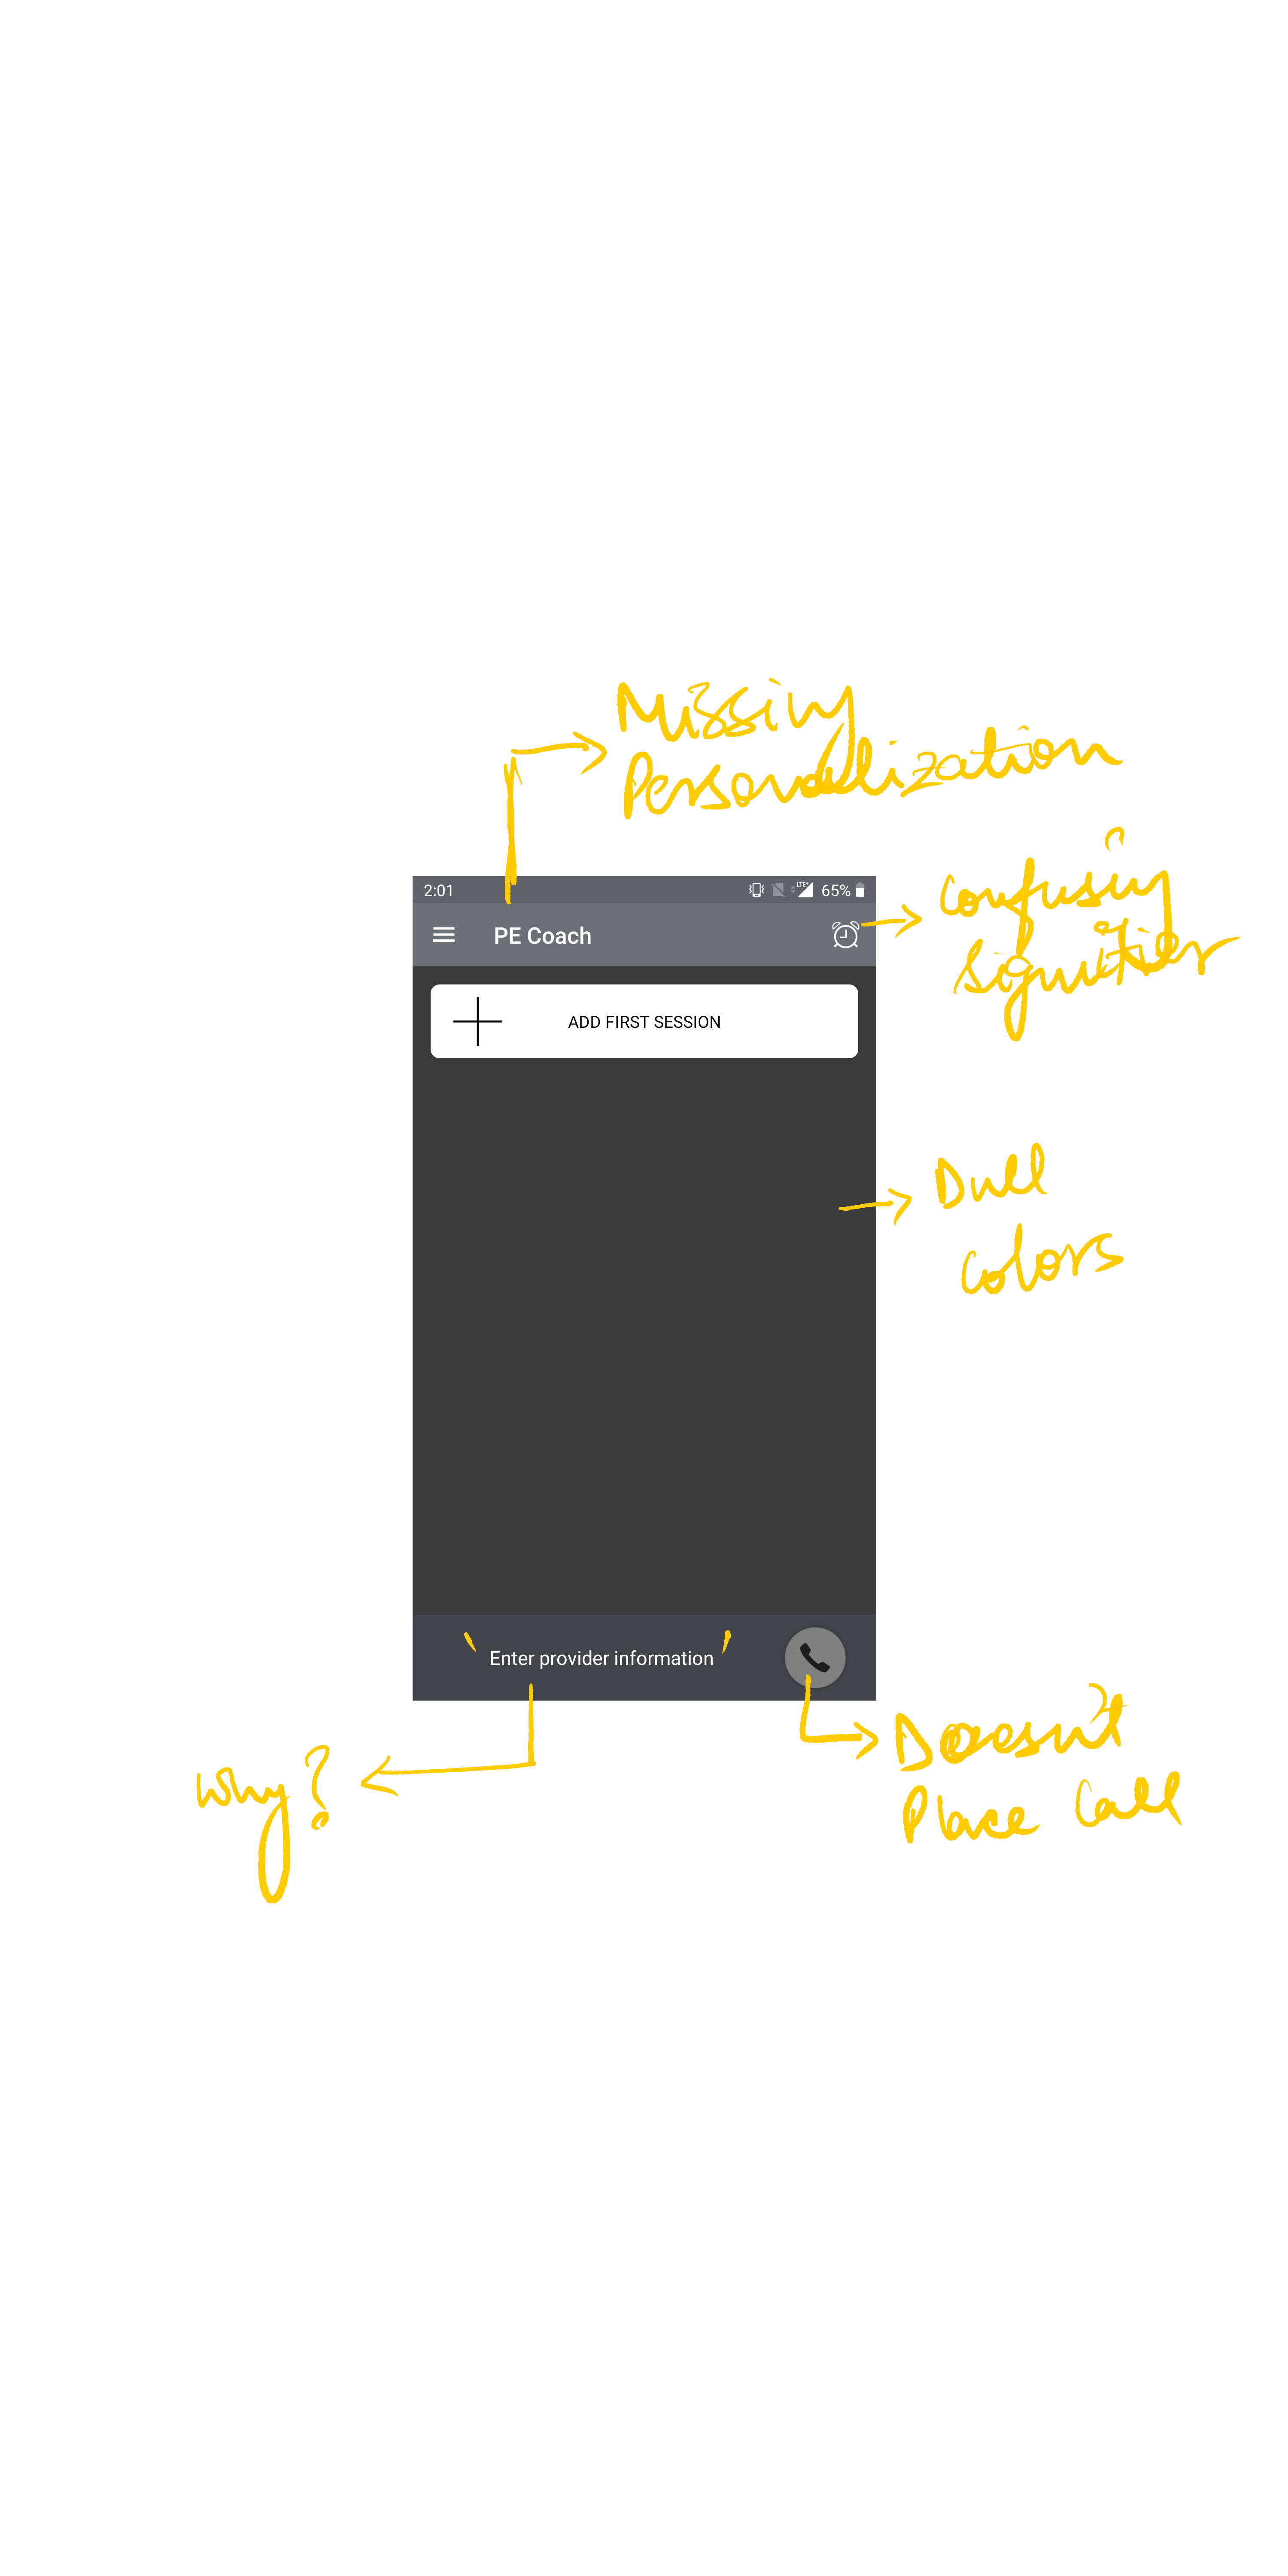 Missing
Personalization
2:01 LTE+ 65%
PE Coach
Confusing
Signifier
ADD FIRST SESSION
Dull
Colors
Enter provider information
Why?
Doesn't
Place Call